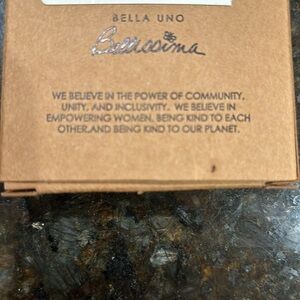 BELLA UNO
Bellissima
WE BELIEVE IN THE POWER OF COMMUNITY,
UNITY, AND INCLUSIVITY. WE BELIEVE IN
EMPOWERING WOMEN, BEING KIND TO EACH
OTHER,AND BEING KIND TO OUR PLANET.